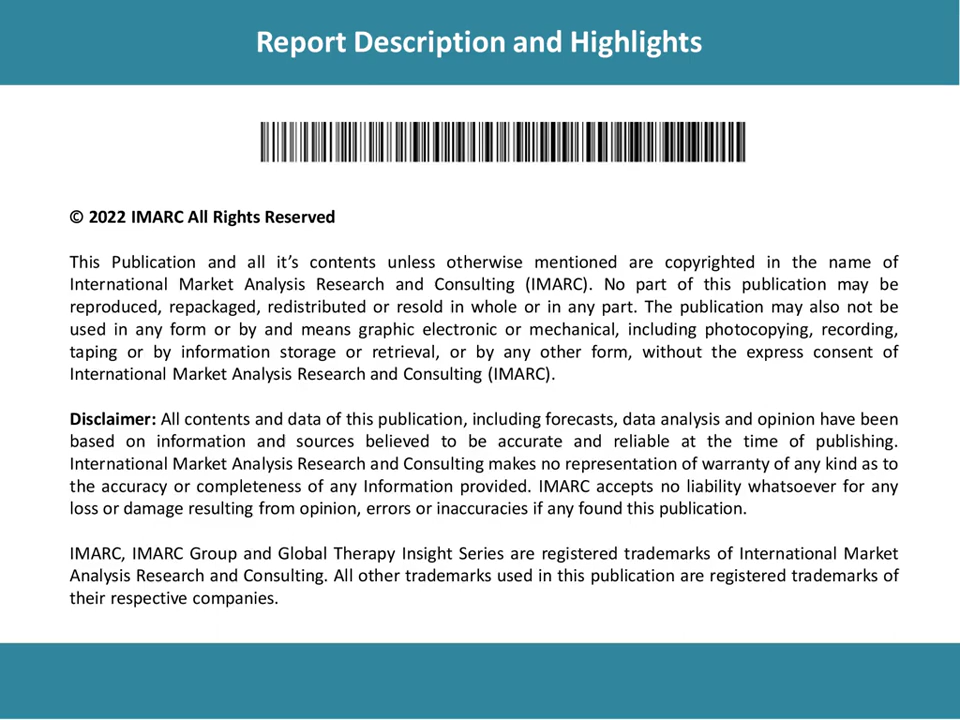 Report Description and Highlights
© 2022 IMARC All Rights Reserved
This Publication and all it’s contents unless otherwise mentioned are copyrighted in the name of
International Market Analysis Research and Consulting (IMARC). No part of this publication may be
reproduced, repackaged, redistributed or resold in whole or in any part. The publication may also not be
used in any form or by and means graphic electronic or mechanical, including photocopying, recording,
taping or by information storage or retrieval, or by any other form, without the express consent of
International Market Analysis Research and Consulting (IMARC).
Disclaimer: All contents and data of this publication, including forecasts, data analysis and opinion have been
based on information and sources believed to be accurate and reliable at the time of publishing.
International Market Analysis Research and Consulting makes no representation of warranty of any kind as to
the accuracy or completeness of any Information provided. IMARC accepts no liability whatsoever for any
loss or damage resulting from opinion, errors or inaccuracies if any found this publication.
IMARC, IMARC Group and Global Therapy Insight Series are registered trademarks of International Market
Analysis Research and Consulting. All other trademarks used in this publication are registered trademarks of
their respective companies.